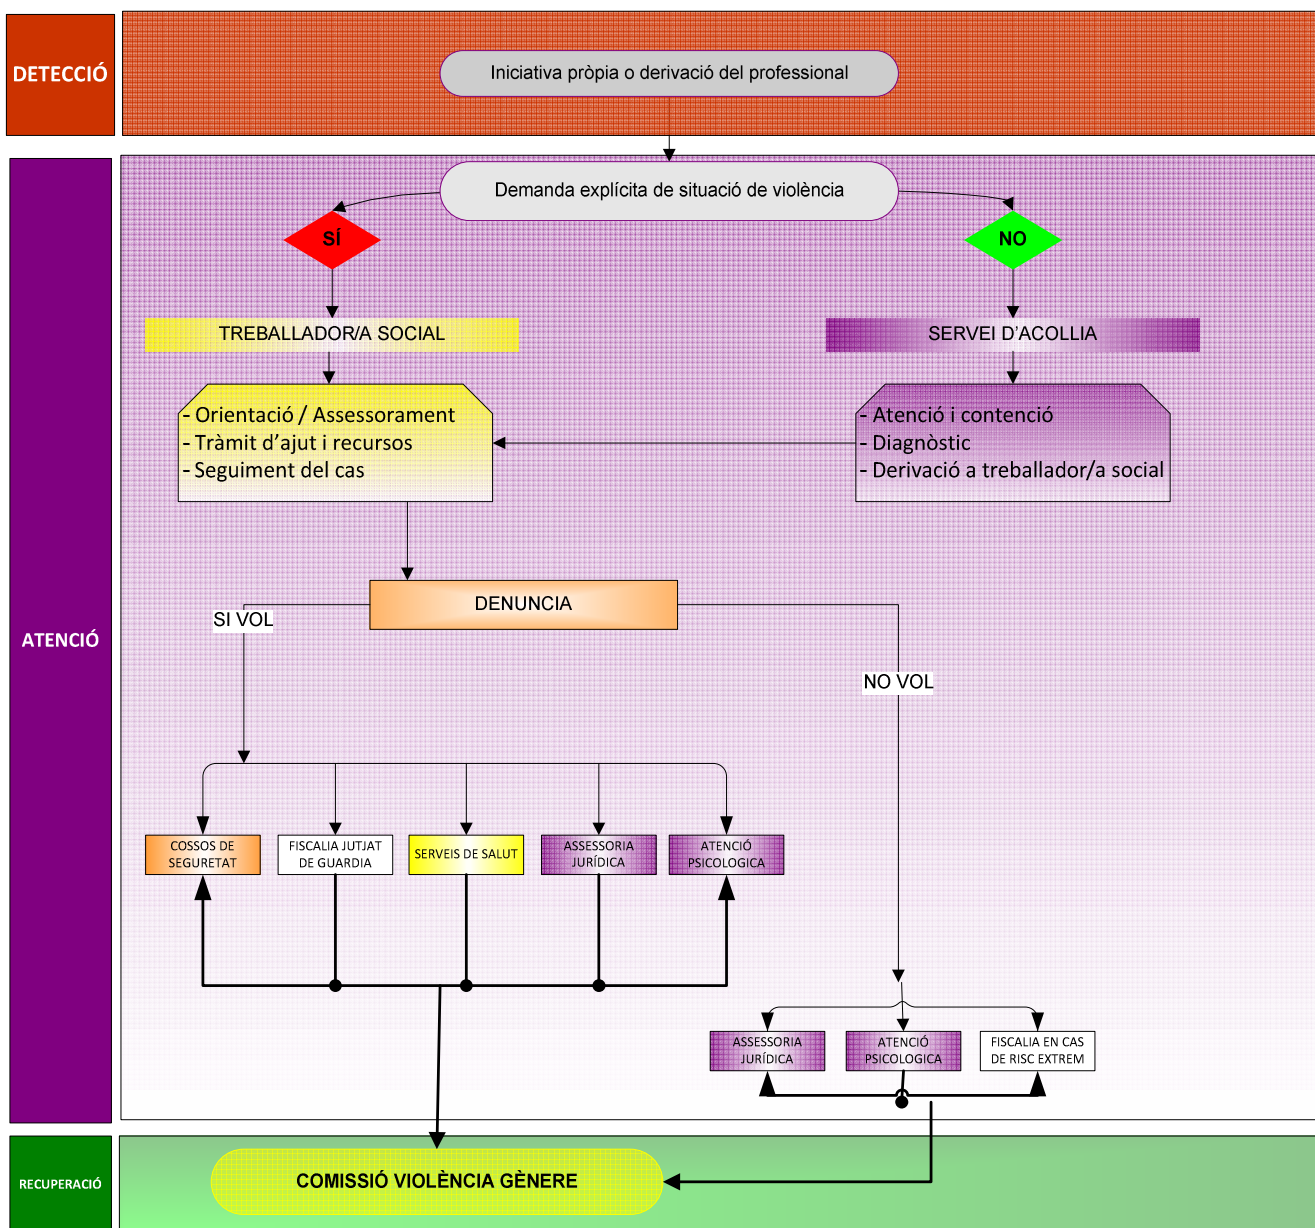 DETECCIÓ
Iniciativa pròpia o derivació del professional
ATENCIÓ
Demanda explícita de situació de violència
SÍ
NO
TREBALLADOR/A SOCIAL
SERVEI D'ACOLLIA
- Orientació / Assessorament
- Tràmit d'ajut i recursos
- Seguiment del cas
- Atenció i contenció
- Diagnòstic
- Derivació a treballador/a social
DENUNCIA
SI VOL
NO VOL
COSSOS DE
SEGURETAT
FISCALIA JUTJAT
DE GUARDIA
SERVEIS DE SALUT
ASSESSORIA
JURÍDICA
ATENCIÓ
PSICOLOGICA
ASSESSORIA
JURÍDICA
ATENCIÓ
PSICOLOGICA
FISCALIA EN CAS
DE RISC EXTREM
RECUPERACIÓ
COMISSIÓ VIOLÈNCIA GÈNERE